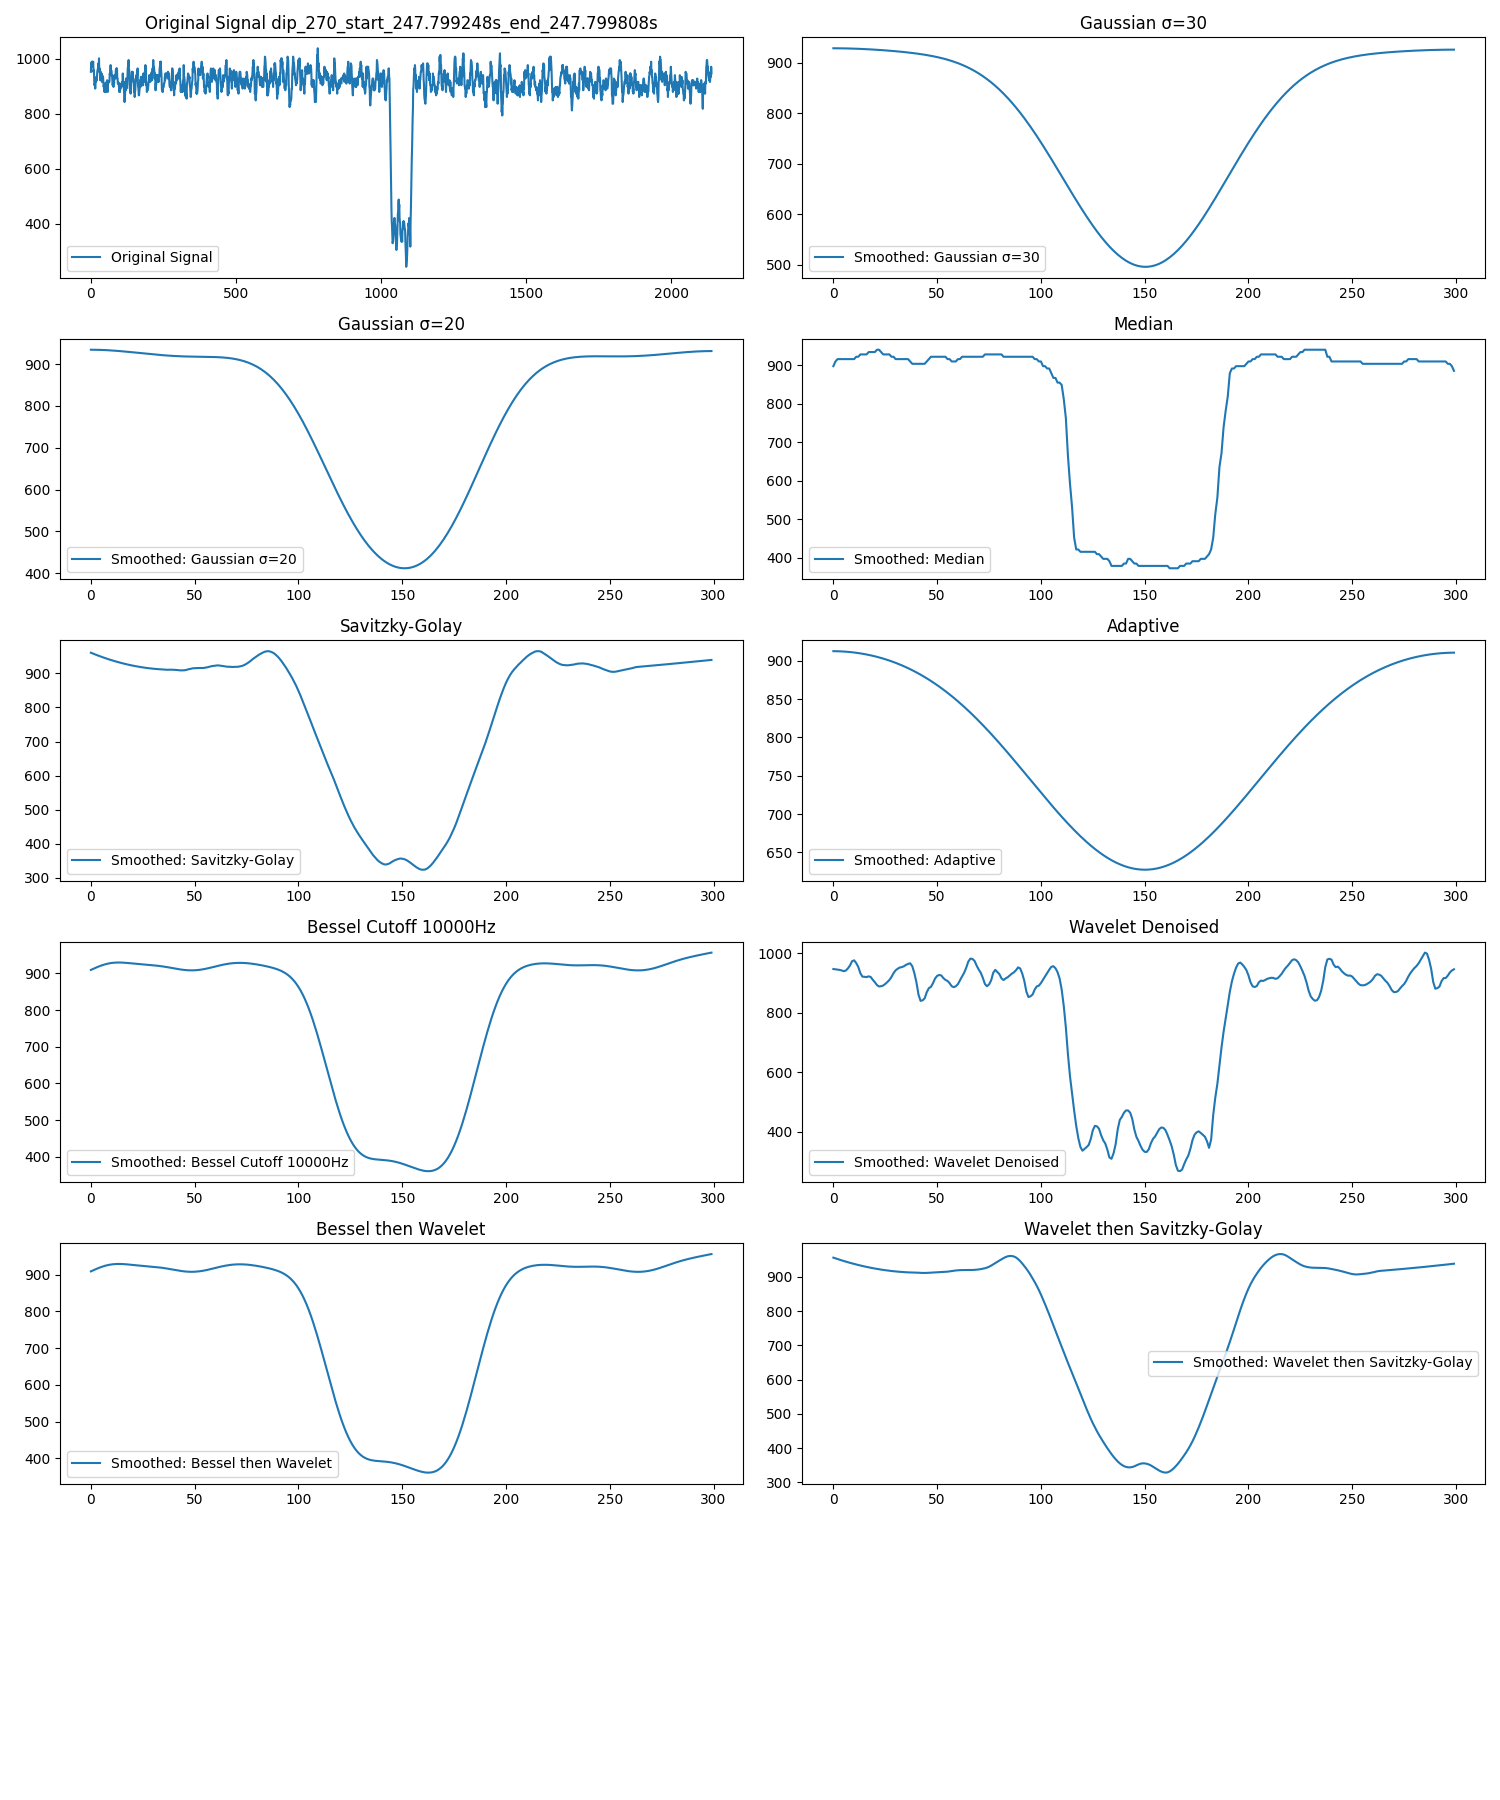 Original Signal dip_270_start_247.799248s_end_247.799808s
1000
800
600
400
Original Signal
0 500 1000 1500 2000
Gaussian σ=30
900
800
700
600
500
Smoothed: Gaussian σ=30
0 50 100 150 200 250 300
Gaussian σ=20
900
800
700
600
500
400
Smoothed: Gaussian σ=20
0 50 100 150 200 250 300
Median
900
800
700
600
500
400
Smoothed: Median
0 50 100 150 200 250 300
Savitzky-Golay
900
800
700
600
500
400
300
Smoothed: Savitzky-Golay
0 50 100 150 200 250 300
Adaptive
900
850
800
750
700
650
Smoothed: Adaptive
0 50 100 150 200 250 300
Bessel Cutoff 10000Hz
900
800
700
600
500
400
Smoothed: Bessel Cutoff 10000Hz
0 50 100 150 200 250 300
Wavelet Denoised
1000
800
600
400
Smoothed: Wavelet Denoised
0 50 100 150 200 250 300
Bessel then Wavelet
900
800
700
600
500
400
Smoothed: Bessel then Wavelet
0 50 100 150 200 250 300
Wavelet then Savitzky-Golay
900
800
700
600
500
400
300
Smoothed: Wavelet then Savitzky-Golay
0 50 100 150 200 250 300